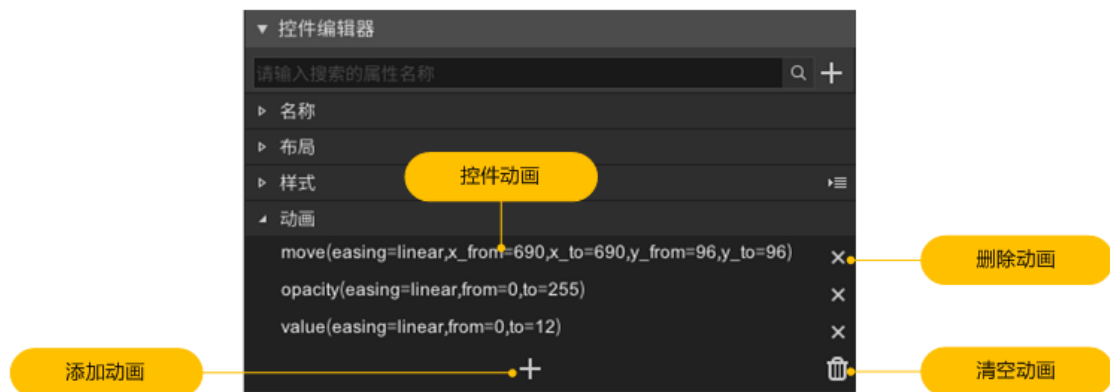 控件编辑器
请输入搜索的属性名称
名称
布局
控件动画
样式
动画
move(easing=linear,x_from=690,x_to=690,y_from=96,y_to=96)
删除动画
opacity(easing=linear,from=0,to=255)
value(easing=linear,from=0,to=12)
添加动画
清空动画